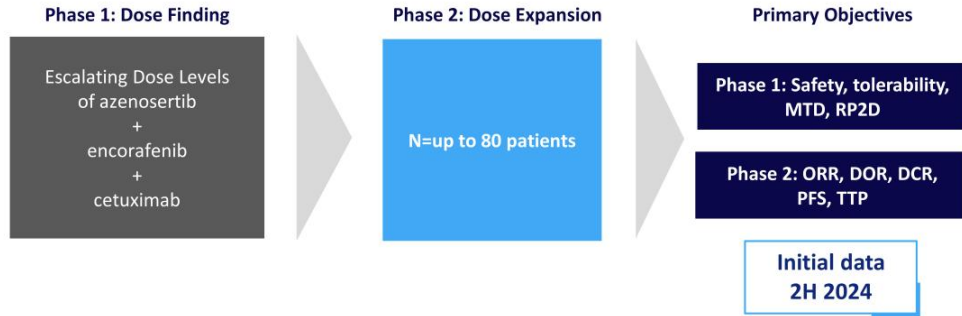 Phase 1: Dose Finding
Escalating Dose Levels
of azenosertib
+
encorafenib
+
cetuximab
Phase 2: Dose Expansion
N=up to 80 patients
Primary Objectives
Phase 1: Safety, tolerability,
MTD, RP2D
Phase 2: ORR, DOR, DCR,
PFS, TTP
Initial data
2H 2024